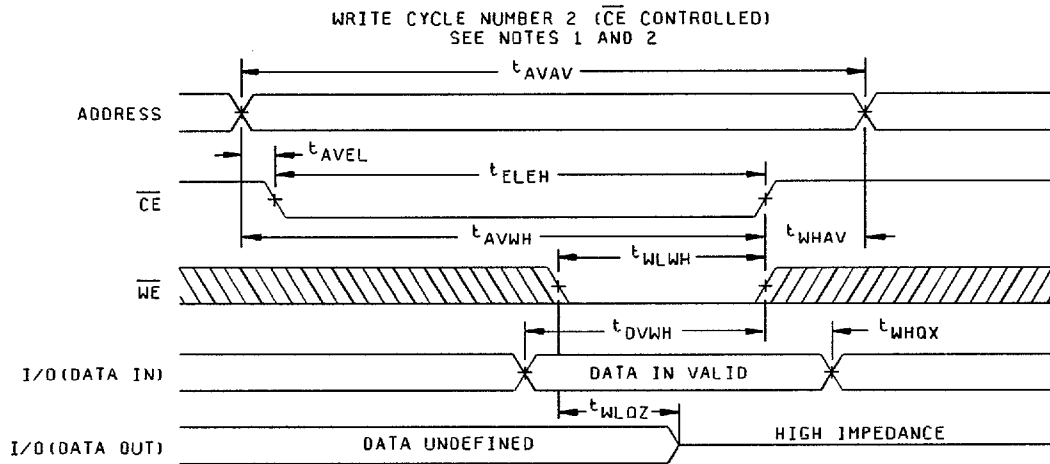 WRITE CYCLE NUMBER 2 (CE CONTROLLED)
SEE NOTES 1 AND 2
tAVAV
ADDRESS
tAVEL
tELEH
CE
tAVWH
tWHAV
tWLWH
WE
tDVWH
tWHQX
I/O(DATA IN)
DATA IN VALID
tWLQZ
I/O(DATA OUT)
DATA UNDEFINED
HIGH IMPEDANCE